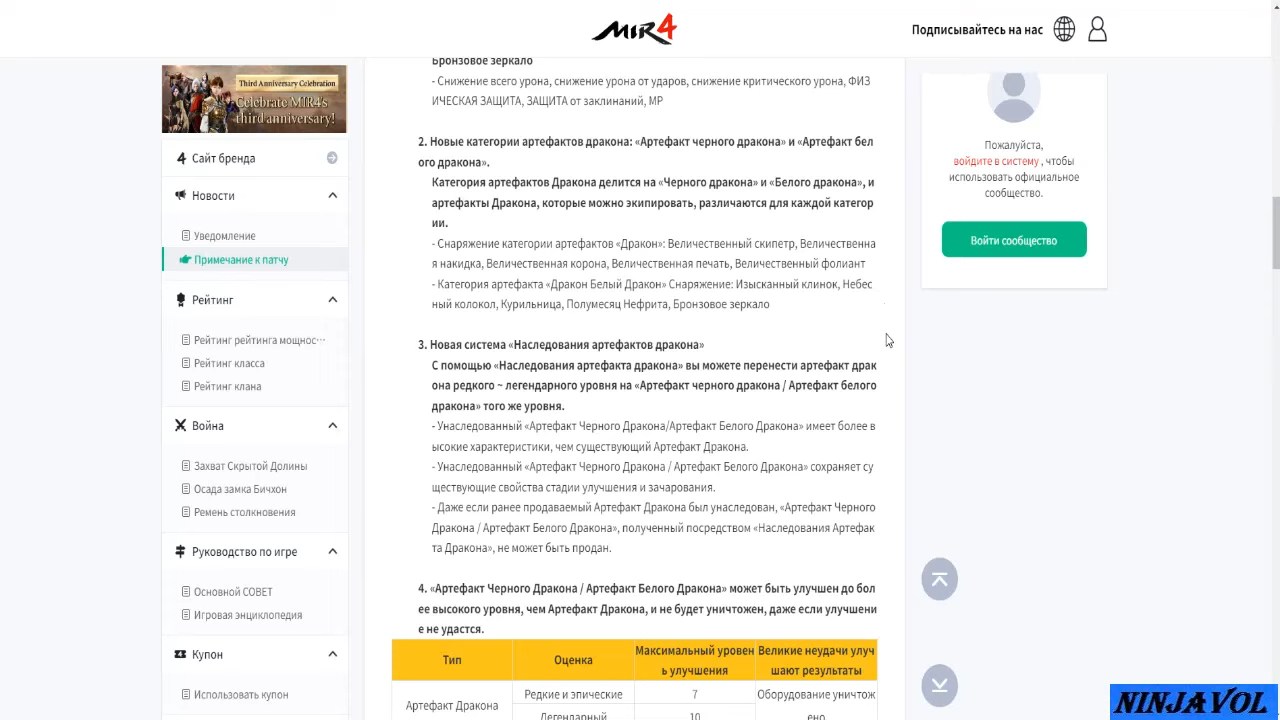 MIR4
Подписывайтесь на нас
Third Anniversary Celebration
Celebrate MIR4's
third anniversary!
4 Сайт бренда
Новости
Уведомление
Примечание к патчу
Рейтинг
Рейтинг рейтинга мощнос···
Рейтинг класса
Рейтинг клана
Война
Захват Скрытой Долины
Осада замка Бичхон
Ремень столкновения
Руководство по игре
Основной СОВЕТ
Игровая энциклопедия
Купон
Использовать купон
Бронзовое зеркало
- Снижение всего урона, снижение урона от ударов, снижение критического урона, ФИЗ
ИЧЕСКАЯ ЗАЩИТА, ЗАЩИТА от заклинаний, МР
2. Новые категории артефактов дракона: «Артефакт черного дракона» и «Артефакт бел
ого дракона».
Категория артефактов Дракона делится на «Черного дракона» и «Белого дракона», и
артефакты Дракона, которые можно экипировать, различаются для каждой категор
ии.
- Снаряжение категории артефактов «Дракон»: Величественный скипетр, Величественна
я накидка, Величественная корона, Величественная печать, Величественный фолиант
- Категория артефакта «Дракон Белый Дракон» Снаряжение: Изысканный клинок, Небес
ный колокол, Курильница, Полумесяц Нефрита, Бронзовое зеркало
3. Новая система «Наследования артефактов дракона»
С помощью «Наследования артефакта дракона» вы можете перенести артефакт драк
она редкого ~ легендарного уровня на «Артефакт черного дракона / Артефакт белого
дракона» того же уровня.
- Унаследованный «Артефакт Черного Дракона/Артефакт Белого Дракона» имеет более в
ысокие характеристики, чем существующий Артефакт Дракона.
- Унаследованный «Артефакт Черного Дракона / Артефакт Белого Дракона» сохраняет су
ществующие свойства стадии улучшения и зачарования.
- Даже если ранее продаваемый Артефакт Дракона был унаследован, «Артефакт Черного
Дракона / Артефакт Белого Дракона», полученный посредством «Наследования Артефак
та Дракона», не может быть продан.
4. «Артефакт Черного Дракона / Артефакт Белого Дракона» может быть улучшен до бол
ее высокого уровня, чем Артефакт Дракона, и не будет уничтожен, даже если улучшени
е не удастся.
Тип
Оценка
Максимальный уровен
ь улучшения
Великие неудачи улуч
шают результаты
Артефакт Дракона
Редкие и эпические
7
Оборудование уничтож
ено
Легендарный
10
Пожалуйста,
войдите в систему , чтобы
использовать официальное
сообщество.
Войти сообщество
NINJAVOL